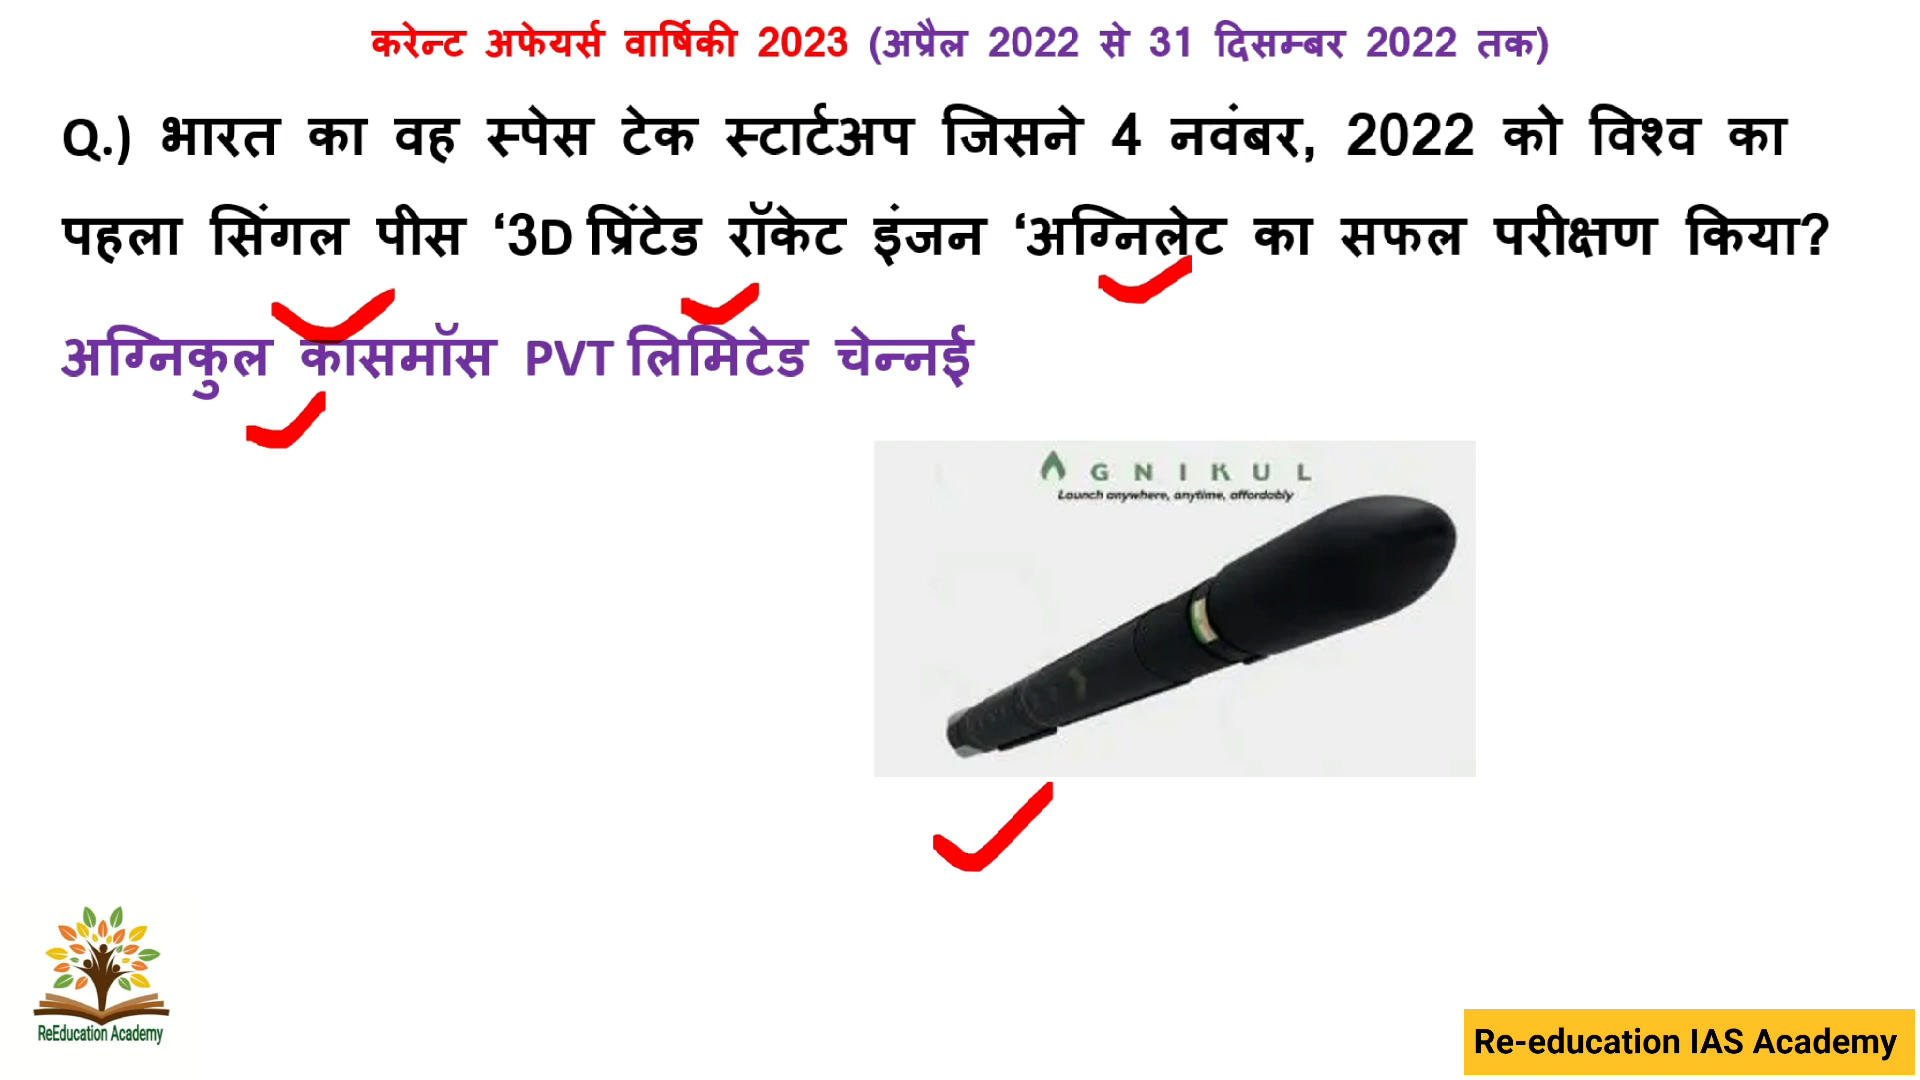 करेन्ट अफेयर्स वार्षिकी 2023 (अप्रैल 2022 से 31 दिसम्बर 2022 तक)
Q.) भारत का वह स्पेस टेक स्टार्टअप जिसने 4 नवंबर, 2022 को विश्व का
पहला सिंगल पीस ‘3D प्रिंटेड रॉकेट इंजन ‘अग्निलेट का सफल परीक्षण किया?
अग्निकुल कॉसमॉस PVT लिमिटेड चेन्नई
AGNIKUL
Launch anywhere, anytime, affordably
ReEducation Academy
Re-education IAS Academy